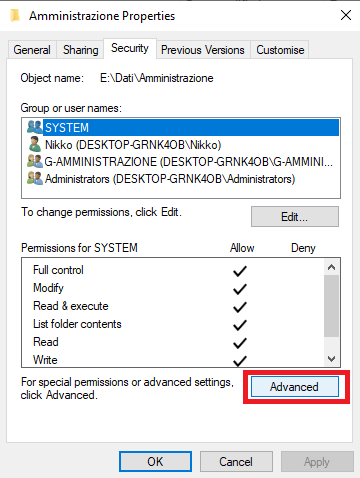 Amministrazione Properties
General Sharing Security Previous Versions Customise
Object name: E:\Dati\Amministrazione
Group or user names:
SYSTEM
Nikko (DESKTOP-GRNK4OB\Nikko)
G-AMMINISTRAZIONE (DESKTOP-GRNK4OB\G-AMMINI...
Administrators (DESKTOP-GRNK4OB\Administrators)
To change permissions, click Edit.
Edit...
Permissions for SYSTEM Allow Deny
Full control
Modify
Read & execute
List folder contents
Read
Write
For special permissions or advanced settings,
click Advanced.
Advanced
OK Cancel Apply